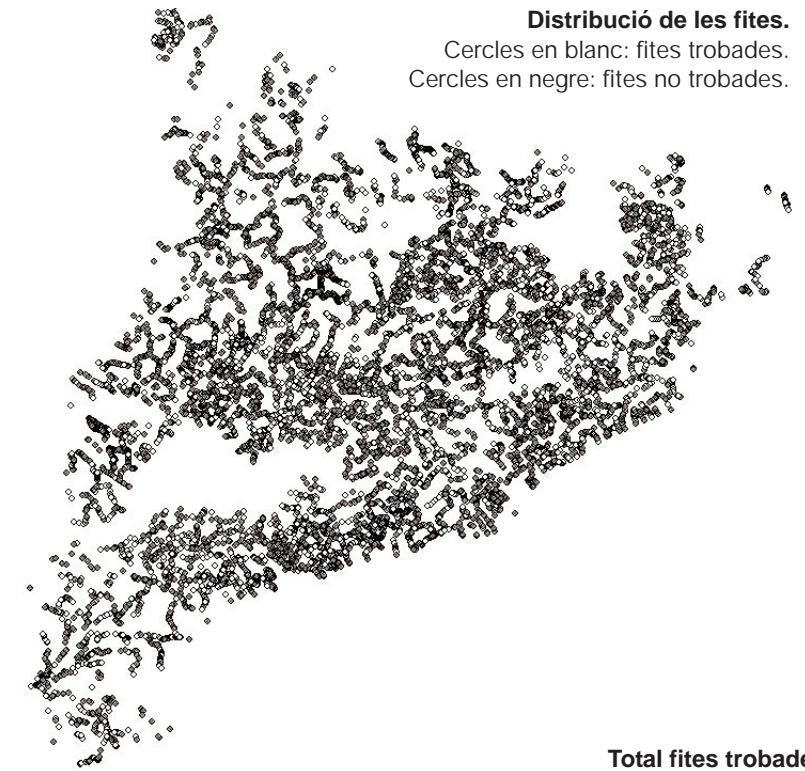 Distribució de les fites.
Cercles en blanc: fites trobades.
Cercles en negre: fites no trobades.
Total fites trobade